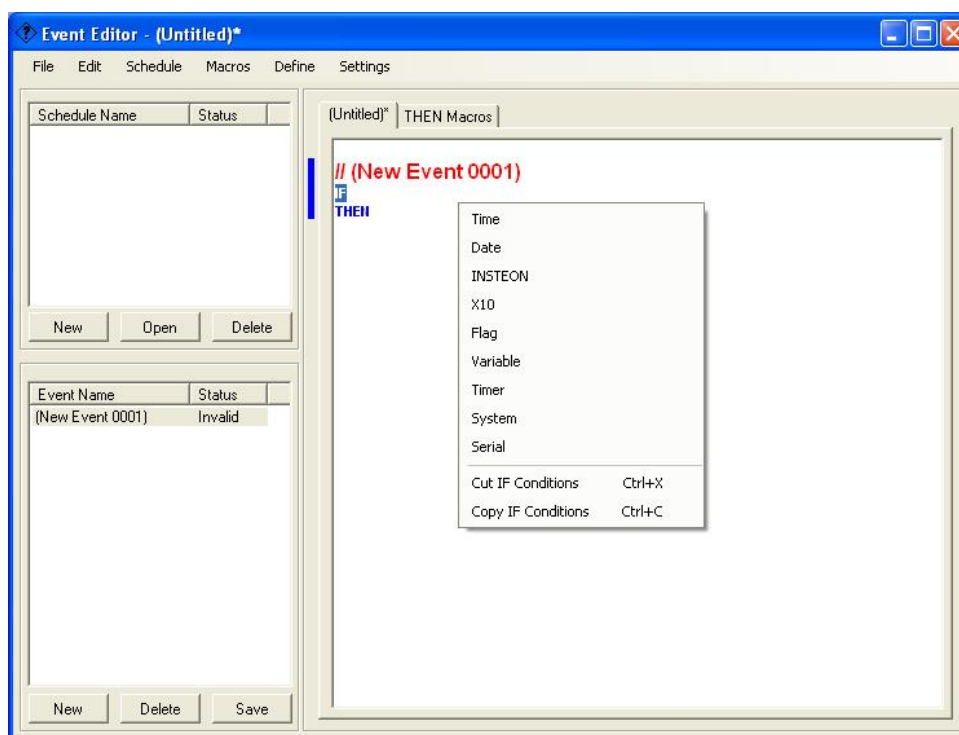 Event Editor - (Untitled)*
File Edit Schedule Macros Define Settings
Schedule Name Status
New Open Delete
Event Name Status
(New Event 0001) Invalid
New Delete Save
(Untitled)* THEN Macros
// (New Event 0001)
IF
THEN
Time
Date
INSTEON
X10
Flag
Variable
Timer
System
Serial
Cut IF Conditions Ctrl+X
Copy IF Conditions Ctrl+C